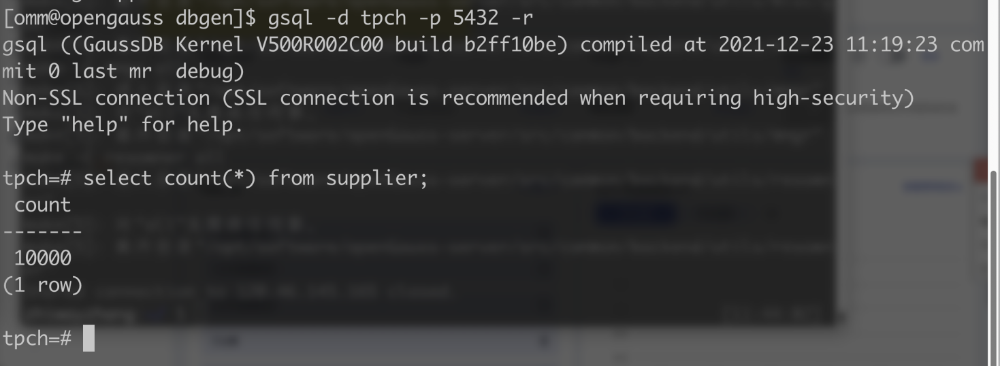 [omm@opengauss dbgen]$ gsql -d tpch -p 5432 -r
gsql ((GaussDB Kernel V500R002C00 build b2ff10be) compiled at 2021-12-23 11:19:23 com
mit 0 last mr  debug)
Non-SSL connection (SSL connection is recommended when requiring high-security)
Type "help" for help.
tpch=# select count(*) from supplier;
count
-------
10000
(1 row)
tpch=#